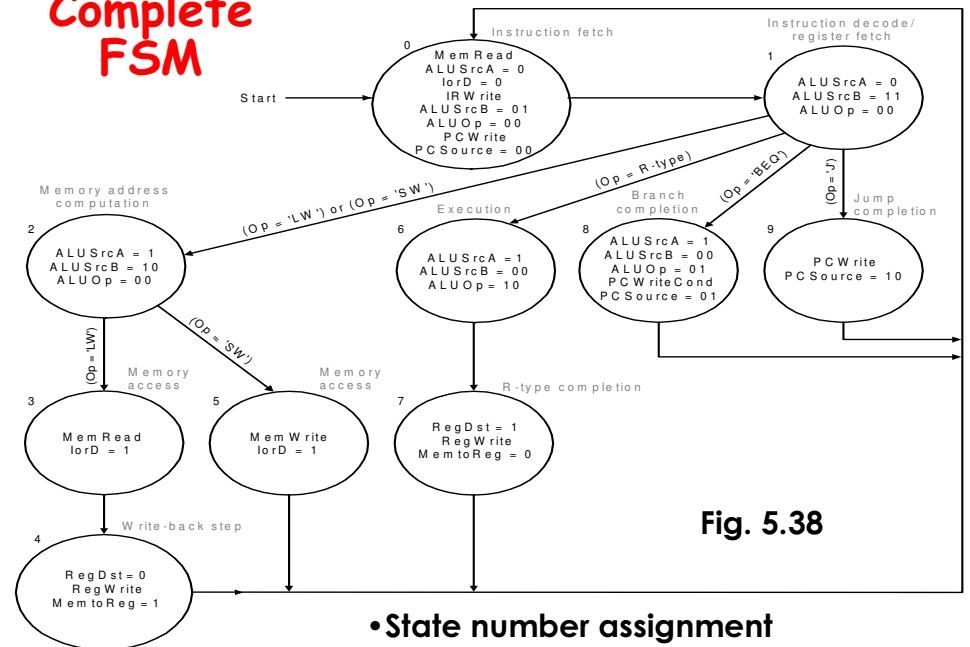 Complete
FSM
Instruction fetch
0
MemRead
ALUSrcA = 0
IorD = 0
IRWrite
ALUSrcB = 01
ALUOp = 00
PCWrite
PCSource = 00
Start
Instruction decode/
register fetch
1
ALUSrcA = 0
ALUSrcB = 11
ALUOp = 00
(Op = 'LW') or (Op = 'SW')
(Op = R-type)
(Op = 'BEQ')
(Op = 'J')
Memory address
computation
2
ALUSrcA = 1
ALUSrcB = 10
ALUOp = 00
Execution
6
ALUSrcA = 1
ALUSrcB = 00
ALUOp = 10
Branch
completion
8
ALUSrcA = 1
ALUSrcB = 00
ALUOp = 01
PCWriteCond
PCSource = 01
Jump
completion
9
PCWrite
PCSource = 10
(Op = 'LW')
(Op = 'SW')
Memory
access
3
MemRead
IorD = 1
Memory
access
5
MemWrite
IorD = 1
R-type completion
7
RegDst = 1
RegWrite
MemtoReg = 0
Write-back step
4
RegDst = 0
RegWrite
MemtoReg = 1
Fig. 5.38
•State number assignment